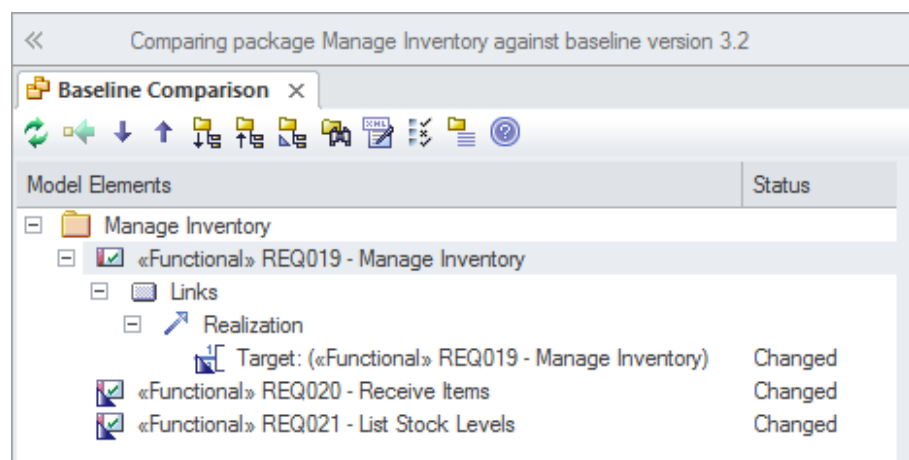 Comparing package Manage Inventory against baseline version 3.2
Baseline Comparison
Model Elements Status
Manage Inventory
«Functional» REQ019 - Manage Inventory
Links
Realization
Target: («Functional» REQ019 - Manage Inventory) Changed
«Functional» REQ020 - Receive Items Changed
«Functional» REQ021 - List Stock Levels Changed